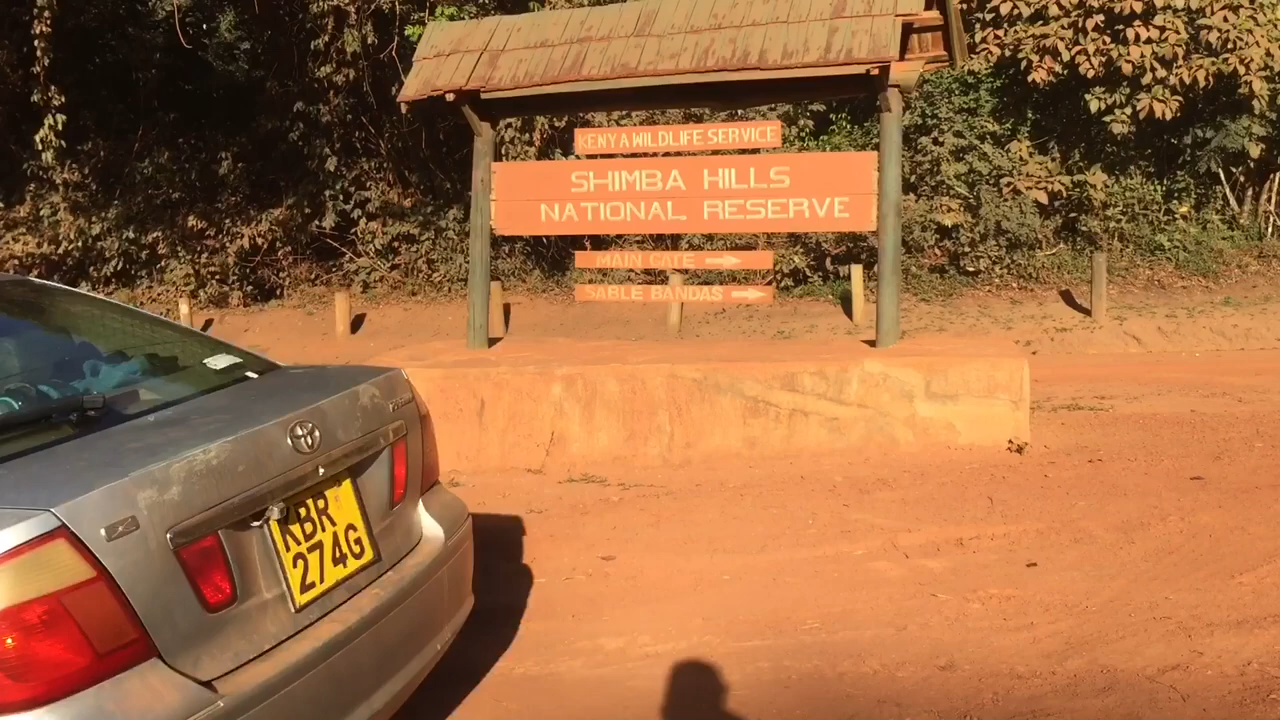 KENYA WILDLIFE SERVICE
SHIMBA HILLS
NATIONAL RESERVE
MAIN GATE
SABLE BANDAS
KBR
274G